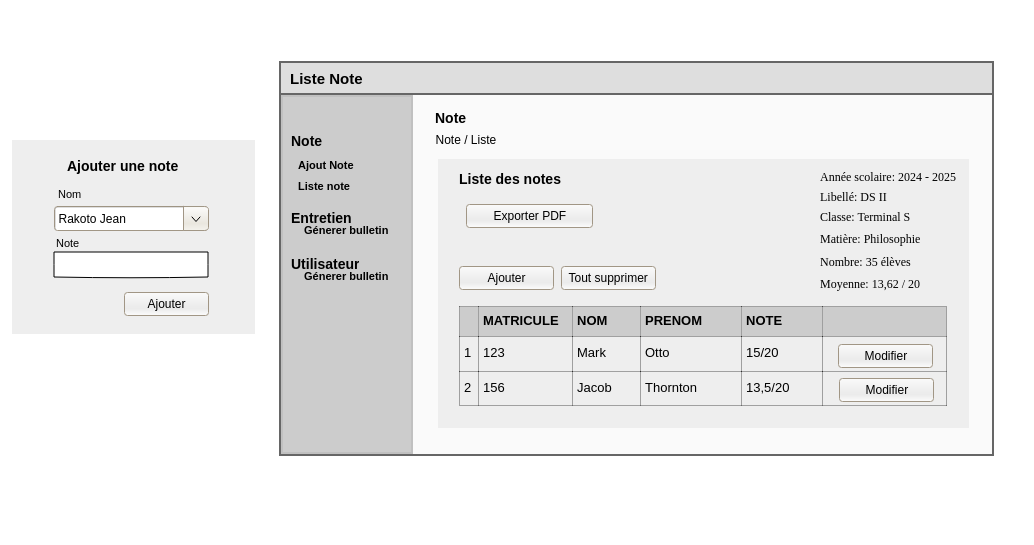 Ajouter une note
Nom
Rakoto Jean
Note
Ajouter
Liste Note
Note
Ajout Note
Liste note
Entretien
Génerer bulletin
Utilisateur
Génerer bulletin
Note
Note / Liste
Liste des notes
Exporter PDF
Année scolaire: 2024 - 2025
Libellé: DS II
Classe: Terminal S
Matière: Philosophie
Nombre: 35 élèves
Moyenne: 13,62 / 20
Ajouter Tout supprimer
MATRICULE NOM PRENOM NOTE
1 123 Mark Otto 15/20 Modifier
2 156 Jacob Thornton 13,5/20 Modifier